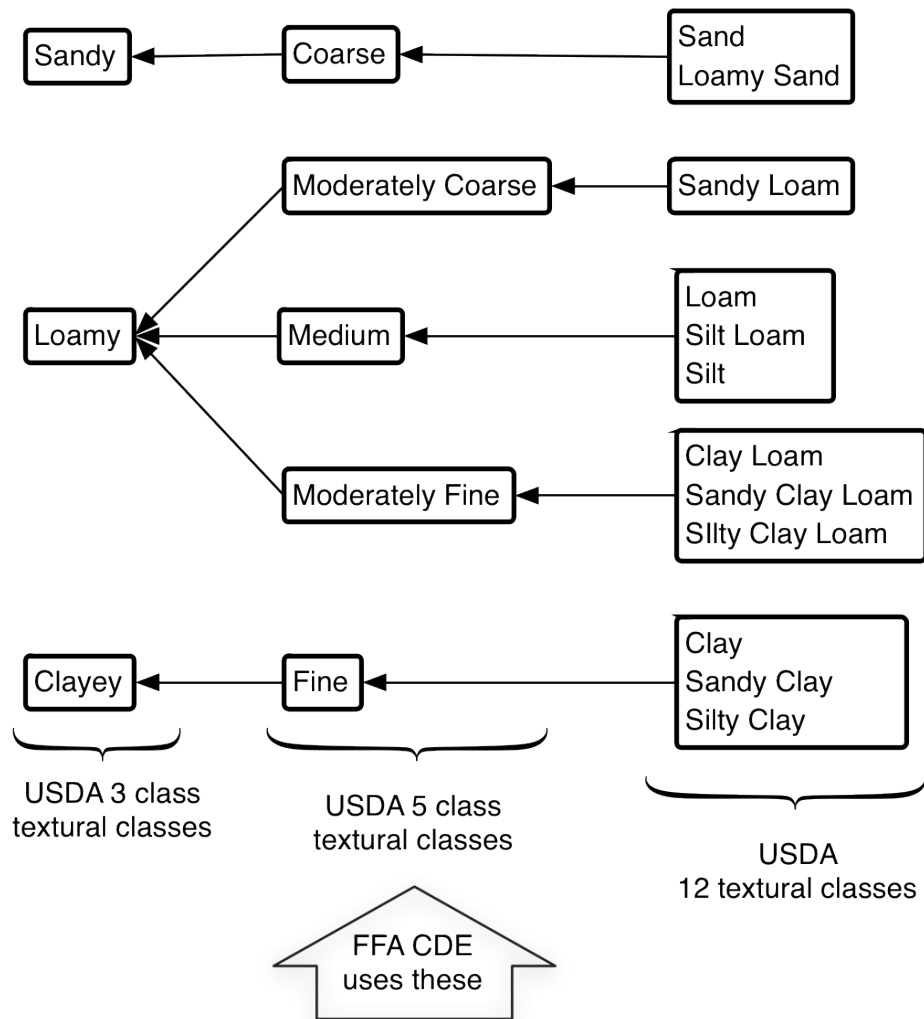 Sandy
Coarse
Sand
Loamy Sand
Moderately Coarse
Sandy Loam
Loamy
Medium
Loam
Silt Loam
Silt
Moderately Fine
Clay Loam
Sandy Clay Loam
SIlty Clay Loam
Clayey
Fine
Clay
Sandy Clay
Silty Clay
USDA 3 class
textural classes
USDA 5 class
textural classes
USDA
12 textural classes
FFA CDE
uses these